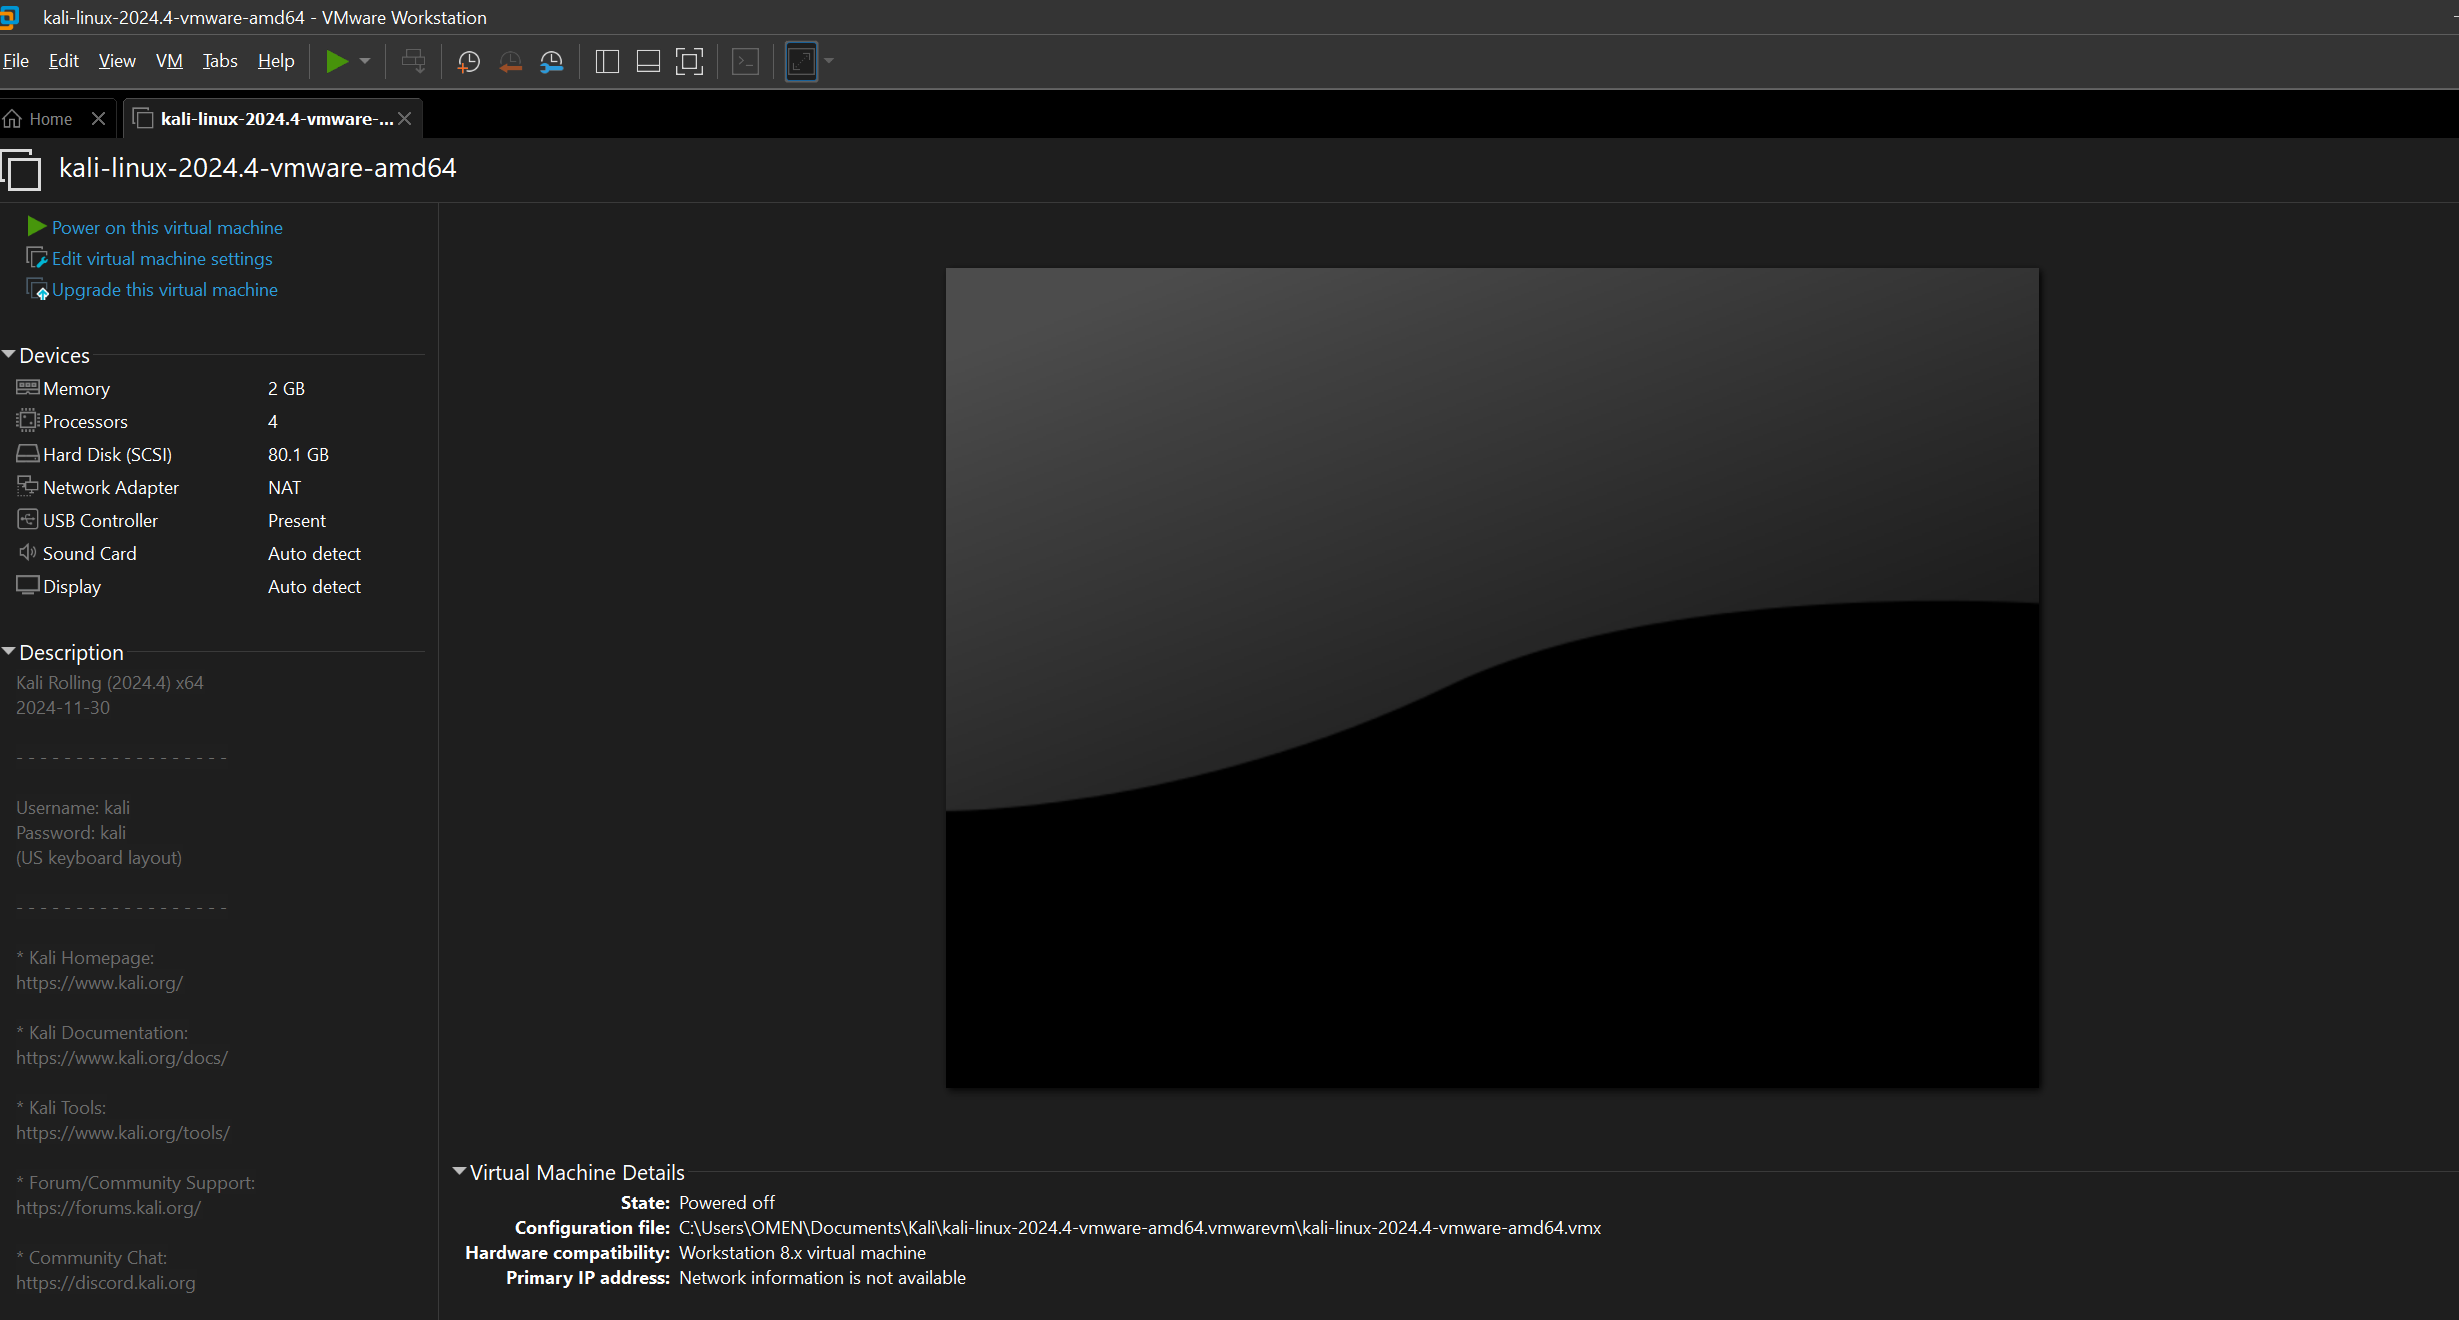 kali-linux-2024.4-vmware-amd64 - VMware Workstation
File Edit View VM Tabs Help
Home kali-linux-2024.4-vmware-...
kali-linux-2024.4-vmware-amd64
Power on this virtual machine
Edit virtual machine settings
Upgrade this virtual machine
Devices
Memory 2 GB
Processors 4
Hard Disk (SCSI) 80.1 GB
Network Adapter NAT
USB Controller Present
Sound Card Auto detect
Display Auto detect
Description
Kali Rolling (2024.4) x64
2024-11-30
- - - - - - - - - - - - - - - - - -
Username: kali
Password: kali
(US keyboard layout)
- - - - - - - - - - - - - - - - - -
* Kali Homepage:
https://www.kali.org/
* Kali Documentation:
https://www.kali.org/docs/
* Kali Tools:
https://www.kali.org/tools/
* Forum/Community Support:
https://forums.kali.org/
* Community Chat:
https://discord.kali.org
Virtual Machine Details
State: Powered off
Configuration file: C:\Users\OMEN\Documents\Kali\kali-linux-2024.4-vmware-amd64.vmwarevm\kali-linux-2024.4-vmware-amd64.vmx
Hardware compatibility: Workstation 8.x virtual machine
Primary IP address: Network information is not available